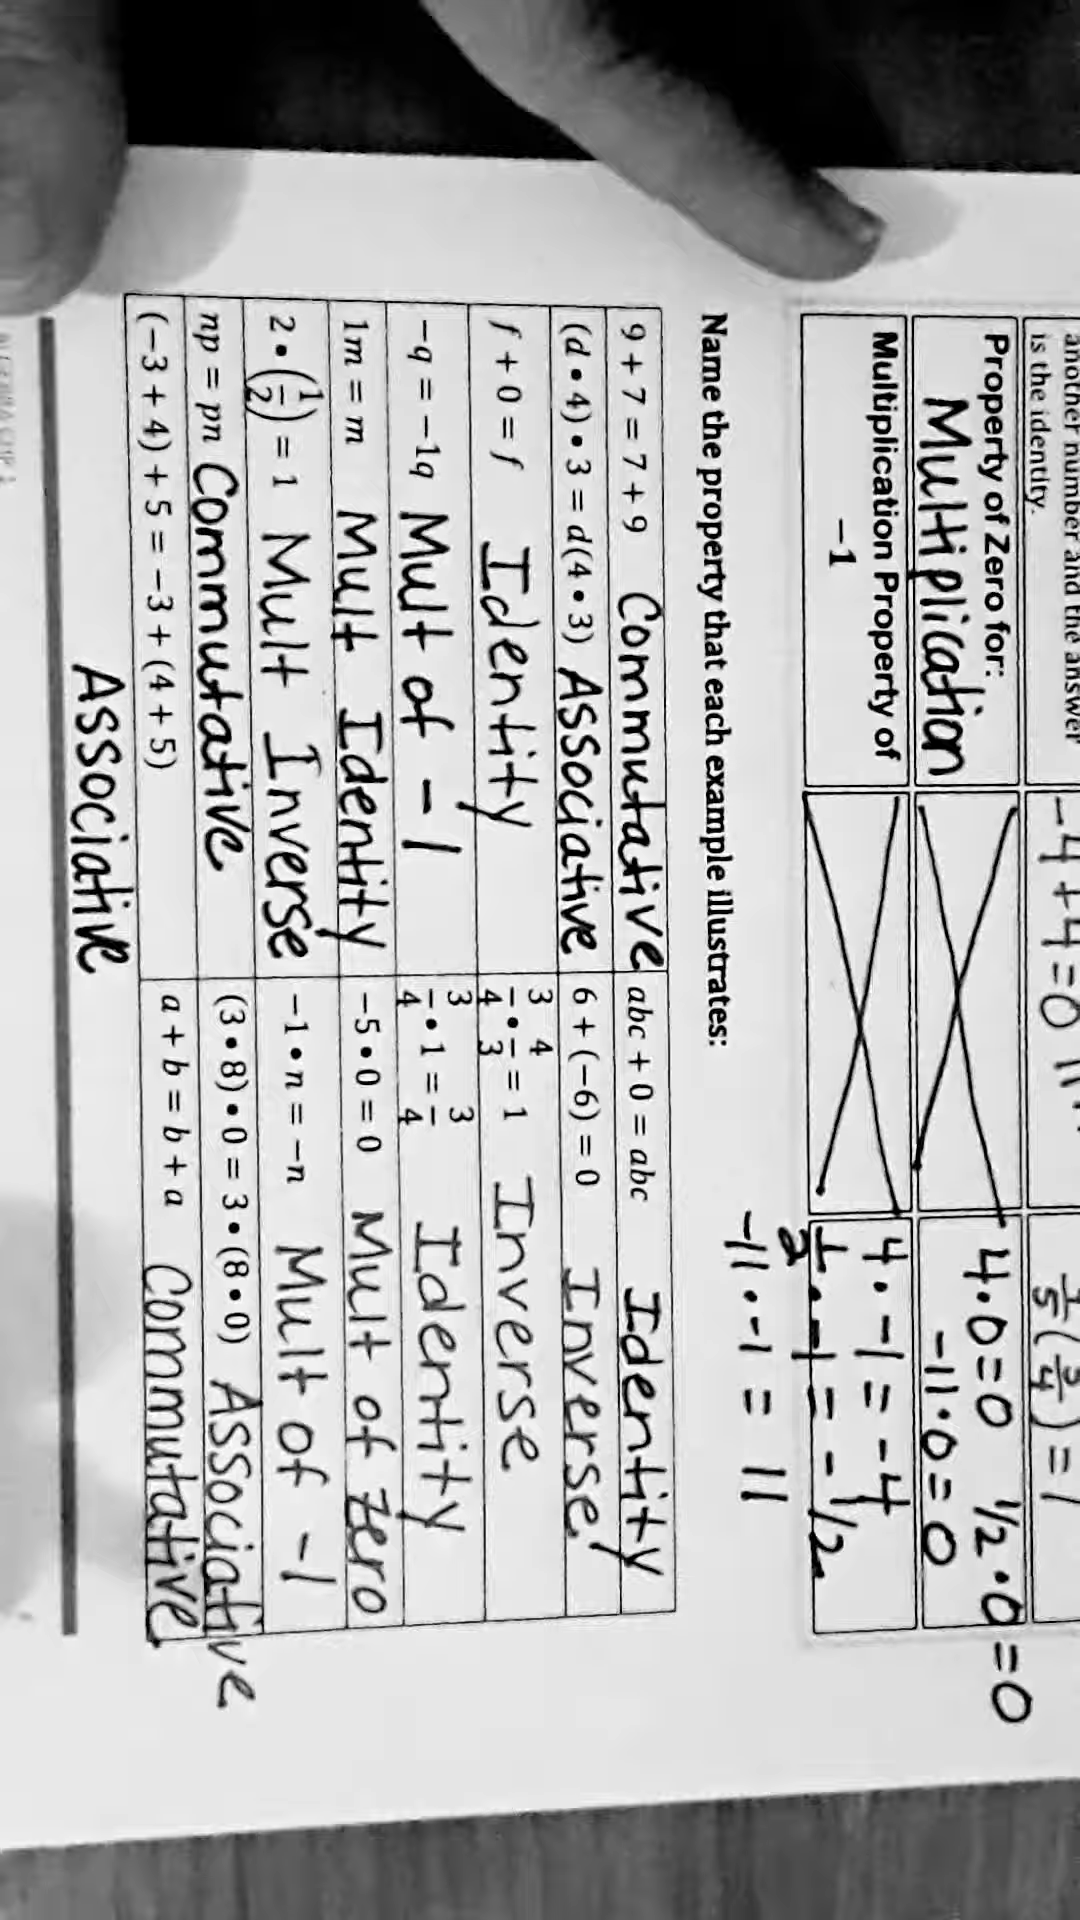 another number and the answer
is the identity.
-4+4=0
1/5 (5/4) = 1
Property of Zero for:
Multiplication
4·0=0 1/2·0=0
-11·0=0
Multiplication Property of
-1
4·-1=-4
1/2·-1=-1/2
-11·-1=11
Name the property that each example illustrates:
9 + 7 = 7 + 9 Commutative
abc + 0 = abc Identity
(d • 4) • 3 = d(4 • 3) Associative
6 + (−6) = 0 Inverse
f + 0 = f Identity
3/4 • 4/3 = 1 Inverse
−q = −1q Mult of -1
3/4 • 1 = 3/4 Identity
1m = m Mult Identity
−5 • 0 = 0 Mult of zero
2 • (1/2) = 1 Mult Inverse
−1 • n = −n Mult of -1
np = pn Commutative
(3 • 8) • 0 = 3 • (8 • 0) Associative
(−3 + 4) + 5 = −3 + (4 + 5)
Associative
a + b = b + a Commutative